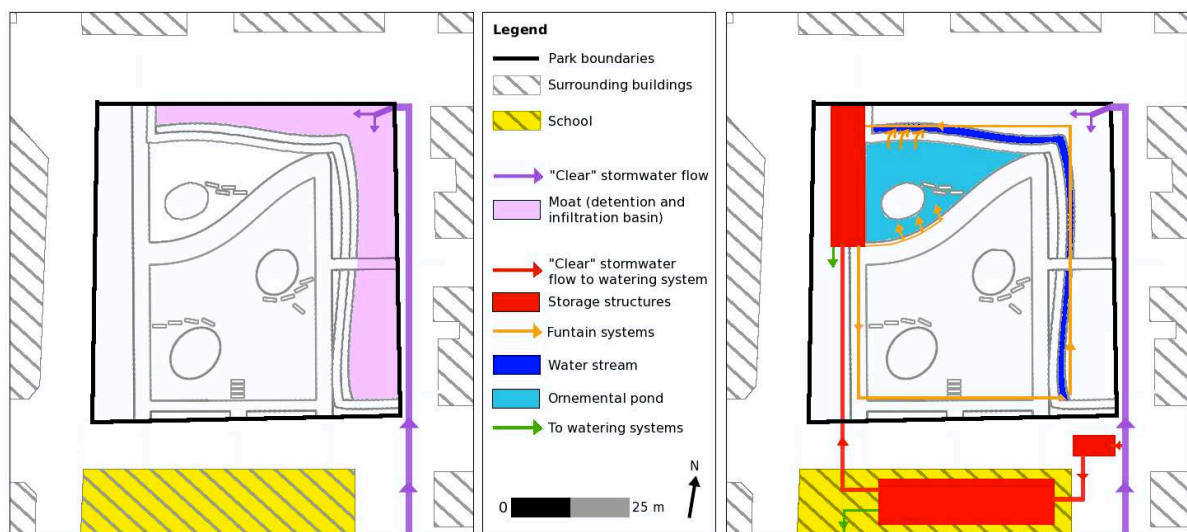 Legend
Park boundaries
Surrounding buildings
School
"Clear" stormwater flow
Moat (detention and
infiltration basin)
"Clear" stormwater
flow to watering system
Storage structures
Funtain systems
Water stream
Ornemental pond
To watering systems
N
0 25 m